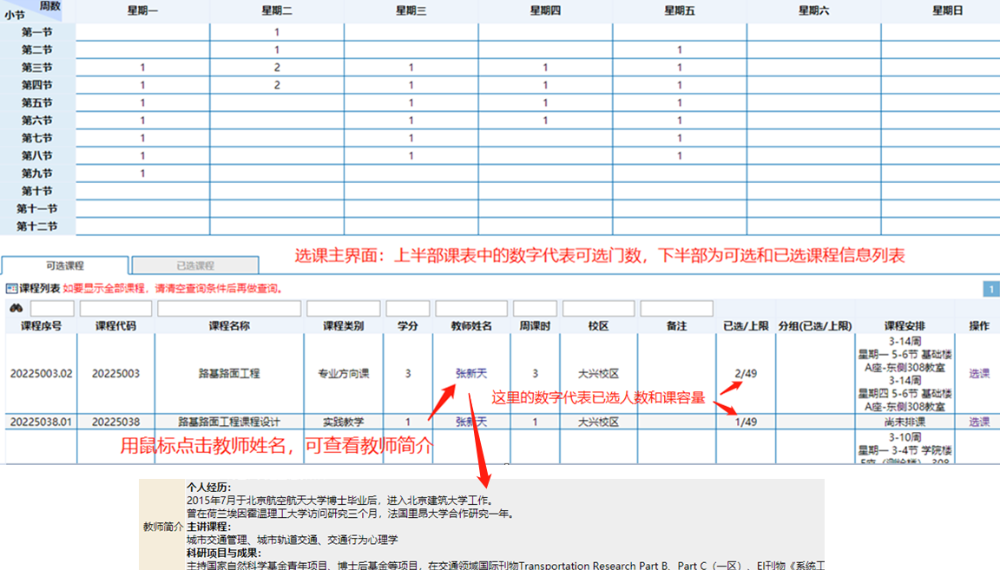 周数
小节 星期一 星期二 星期三 星期四 星期五 星期六 星期日
第一节 1
第二节 1 1
第三节 1 2 1 1 1
第四节 1 2 1 1 1
第五节 1 1 1 1
第六节 1 1 1 1
第七节 1 1 1
第八节 1 1 1
第九节 1
第十节
第十一节
第十二节
选课主界面：上半部课表中的数字代表可选门数，下半部为可选和已选课程信息列表
可选课程 已选课程
课程列表 如要显示全部课程，请清空查询条件后再做查询。 1
课程序号 课程代码 课程名称 课程类别 学分 教师姓名 周课时 校区 备注 已选/上限 分组(已选/上限) 课程安排 操作
20225003.02 20225003 路基路面工程 专业方向课 3 张新天 3 大兴校区 2/49 选课
3-14周
星期一 5-6节 基础楼
A座-东侧308教室
3-14周
星期四 5-6节 基础楼
A座-东侧308教室
这里的数字代表已选人数和课容量
20225038.01 20225038 路基路面工程课程设计 实践教学 1 张新天 1 大兴校区 1/49 尚未排课 选课
用鼠标点击教师姓名，可查看教师简介
3-10周
星期一 3-4节 学院楼
教师简介
个人经历：
2015年7月于北京航空航天大学博士毕业后，进入北京建筑大学工作。
曾在荷兰埃因霍温理工大学访问研究三个月，法国里昂大学合作研究一年。
主讲课程：
城市交通管理、城市轨道交通、交通行为心理学
科研项目与成果：
主持国家自然科学基金青年项目、博士后基金等项目，在交通领域国际刊物Transportation Research Part B、Part C（一区）、EI刊物《系统工